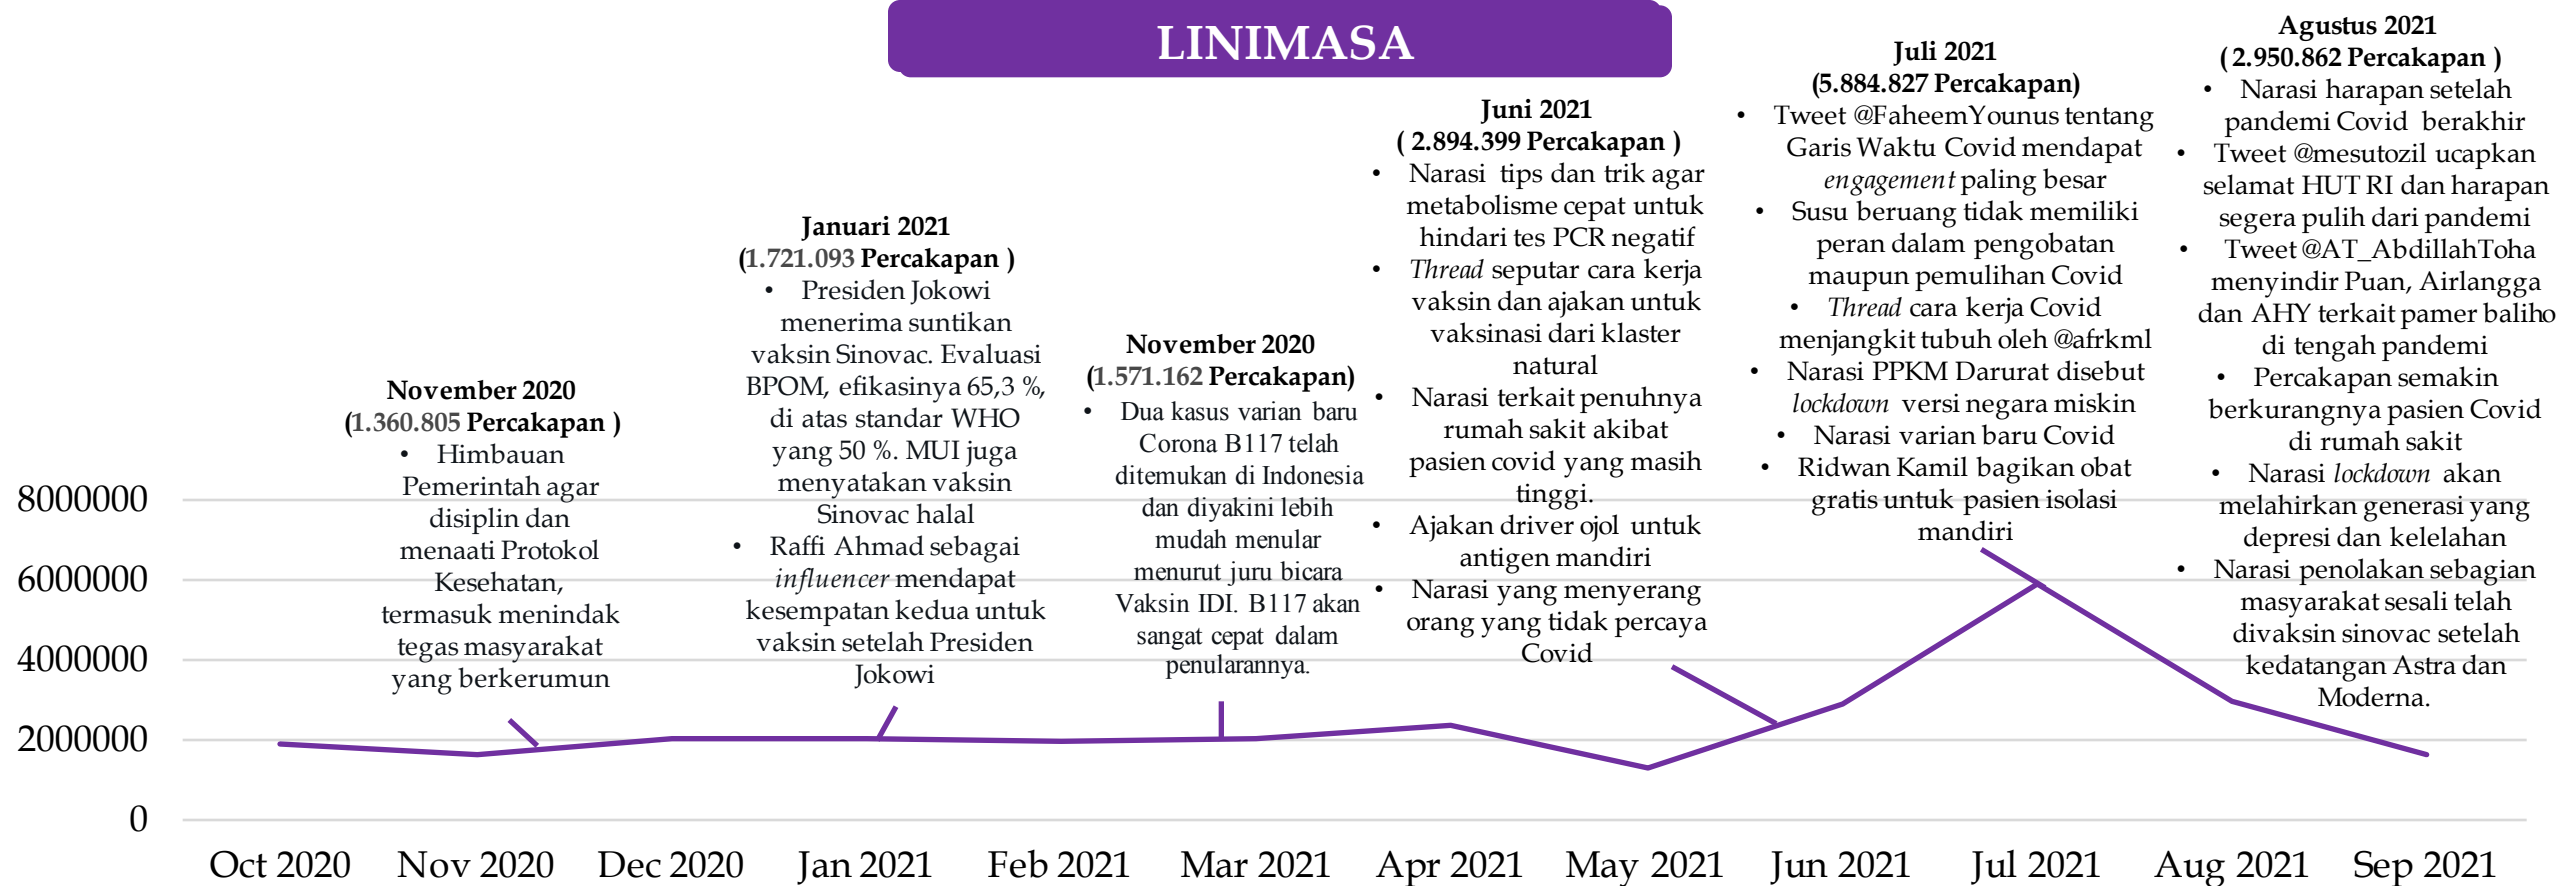 LINIMASA
November 2020
(1.360.805 Percakapan )
• Himbauan
Pemerintah agar
disiplin dan
menaati Protokol
Kesehatan,
termasuk menindak
tegas masyarakat
yang berkerumun
Januari 2021
(1.721.093 Percakapan )
• Presiden Jokowi
menerima suntikan
vaksin Sinovac. Evaluasi
BPOM, efikasinya 65,3 %,
di atas standar WHO
yang 50 %. MUI juga
menyatakan vaksin
Sinovac halal
• Raffi Ahmad sebagai
influencer mendapat
kesempatan kedua untuk
vaksin setelah Presiden
Jokowi
November 2020
(1.571.162 Percakapan)
• Dua kasus varian baru
Corona B117 telah
ditemukan di Indonesia
dan diyakini lebih
mudah menular
menurut juru bicara
Vaksin IDI. B117 akan
sangat cepat dalam
penularannya.
Juni 2021
( 2.894.399 Percakapan )
• Narasi tips dan trik agar
metabolisme cepat untuk
hindari tes PCR negatif
• Thread seputar cara kerja
vaksin dan ajakan untuk
vaksinasi dari klaster
natural
• Narasi terkait penuhnya
rumah sakit akibat
pasien covid yang masih
tinggi.
• Ajakan driver ojol untuk
antigen mandiri
• Narasi yang menyerang
orang yang tidak percaya
Covid
Juli 2021
(5.884.827 Percakapan)
• Tweet @FaheemYounus tentang
Garis Waktu Covid mendapat
engagement paling besar
• Susu beruang tidak memiliki
peran dalam pengobatan
maupun pemulihan Covid
• Thread cara kerja Covid
menjangkit tubuh oleh @afrkml
• Narasi PPKM Darurat disebut
lockdown versi negara miskin
• Narasi varian baru Covid
• Ridwan Kamil bagikan obat
gratis untuk pasien isolasi
mandiri
Agustus 2021
( 2.950.862 Percakapan )
• Narasi harapan setelah
pandemi Covid berakhir
• Tweet @mesutozil ucapkan
selamat HUT RI dan harapan
segera pulih dari pandemi
• Tweet @AT_AbdillahToha
menyindir Puan, Airlangga
dan AHY terkait pamer baliho
di tengah pandemi
• Percakapan semakin
berkurangnya pasien Covid
di rumah sakit
• Narasi lockdown akan
melahirkan generasi yang
depresi dan kelelahan
• Narasi penolakan sebagian
masyarakat sesali telah
divaksin sinovac setelah
kedatangan Astra dan
Moderna.
8000000
6000000
4000000
2000000
0
Oct 2020 Nov 2020 Dec 2020 Jan 2021 Feb 2021 Mar 2021 Apr 2021 May 2021 Jun 2021 Jul 2021 Aug 2021 Sep 2021